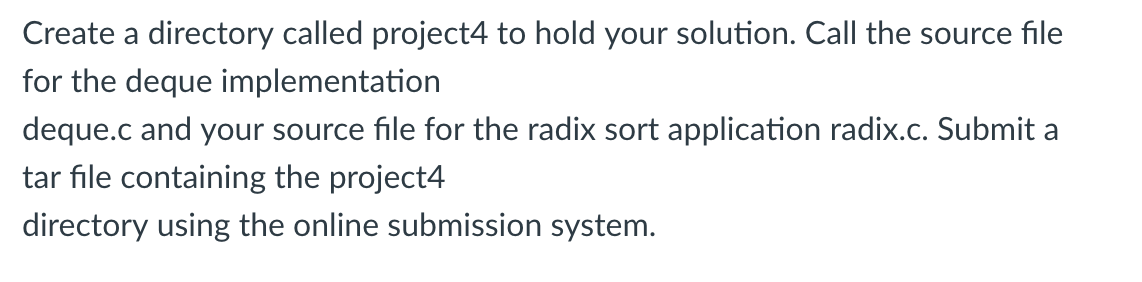 Create a directory called project4 to hold your solution. Call the source file
for the deque implementation
deque.c and your source file for the radix sort application radix.c. Submit a
tar file containing the project4
directory using the online submission system.